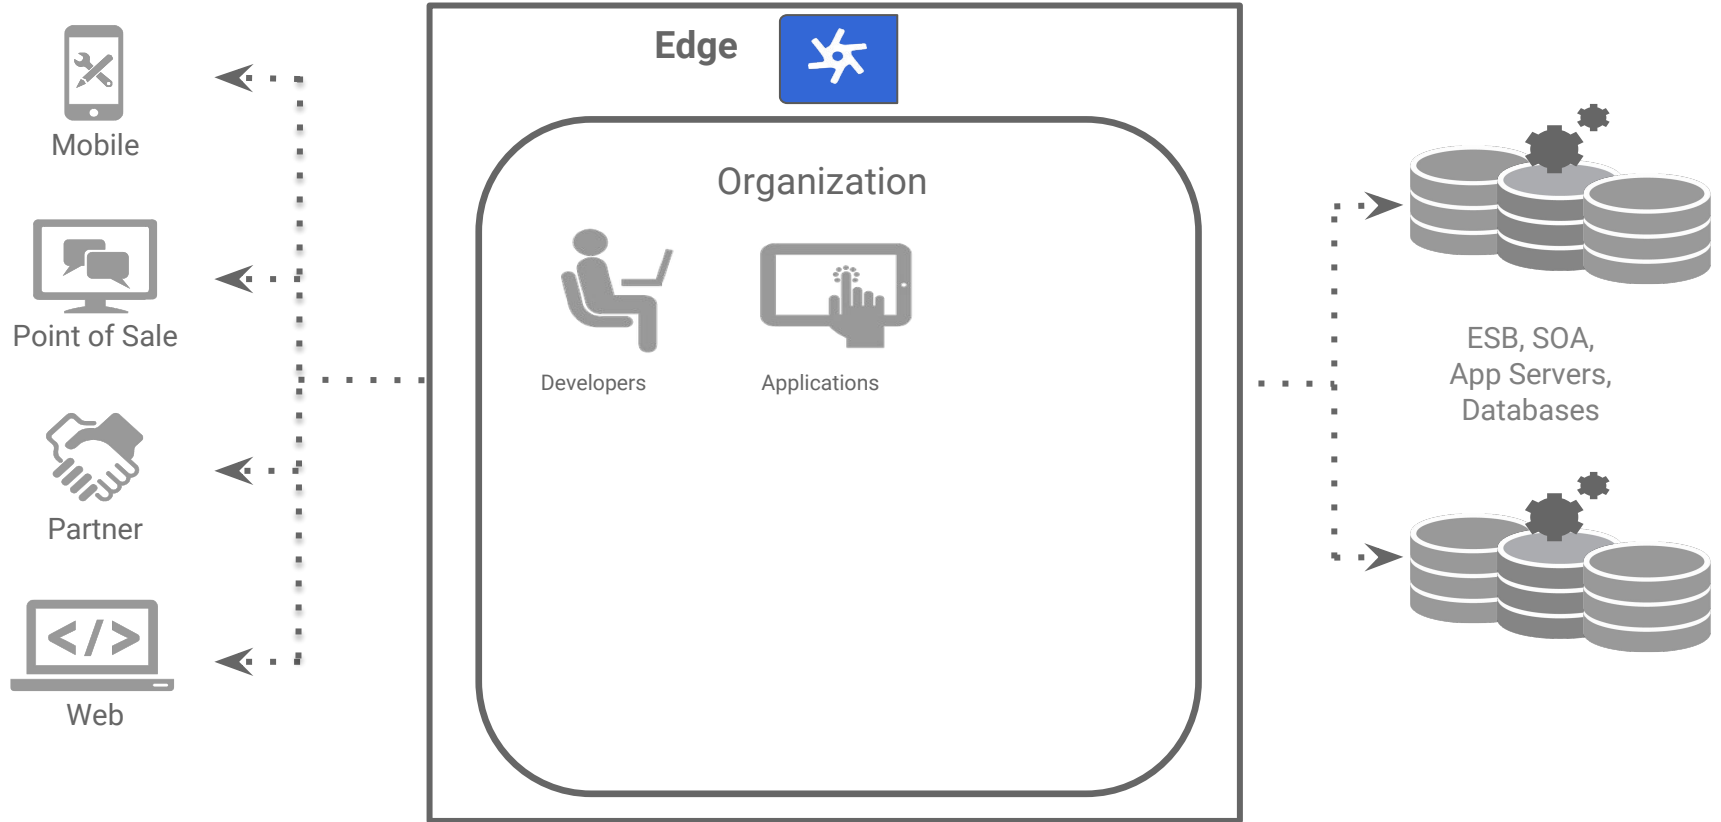 Edge
Mobile
Organization
Point of Sale
ESB, SOA,
App Servers,
Databases
Developers
Applications
Partner
</>
Web